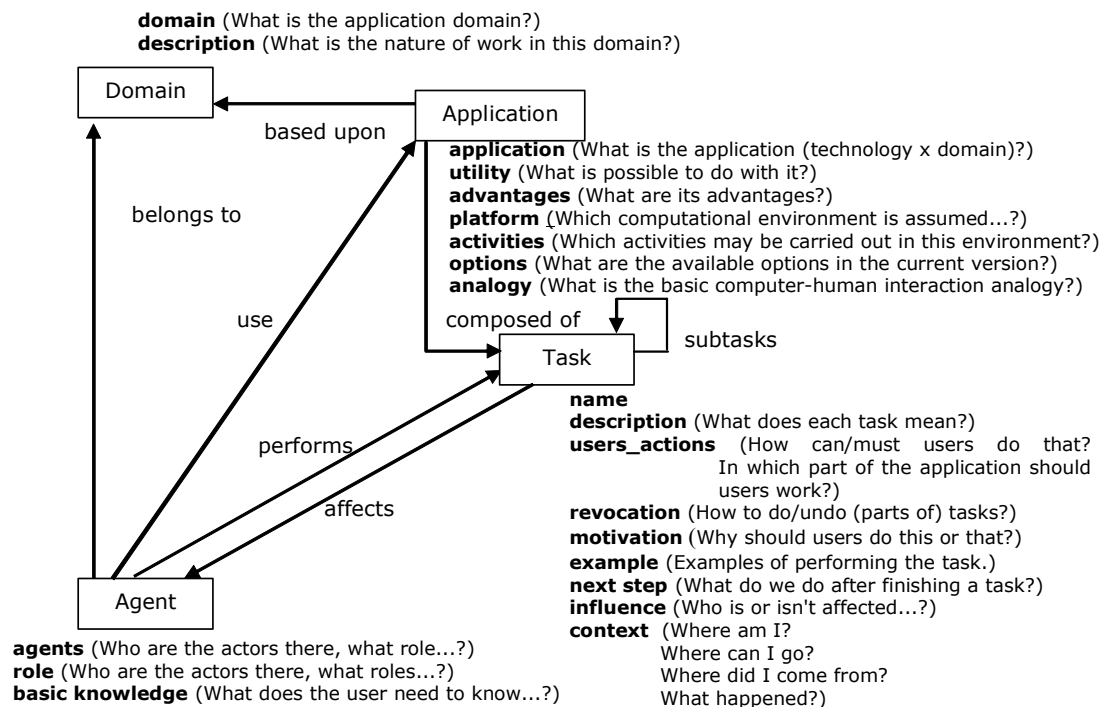 domain (What is the application domain?)
description (What is the nature of work in this domain?)
Domain
Application
based upon
application (What is the application (technology x domain)?)
utility (What is possible to do with it?)
advantages (What are its advantages?)
platform (Which computational environment is assumed...?)
activities (Which activities may be carried out in this environment?)
options (What are the available options in the current version?)
analogy (What is the basic computer-human interaction analogy?)
belongs to
use
composed of
subtasks
Task
name
description (What does each task mean?)
users_actions (How can/must users do that?
In which part of the application should
users work?)
revocation (How to do/undo (parts of) tasks?)
motivation (Why should users do this or that?)
example (Examples of performing the task.)
next step (What do we do after finishing a task?)
influence (Who is or isn't affected...?)
context (Where am I?
Where can I go?
Where did I come from?
What happened?)
performs
affects
Agent
agents (Who are the actors there, what role...?)
role (Who are the actors there, what roles...?)
basic knowledge (What does the user need to know...?)